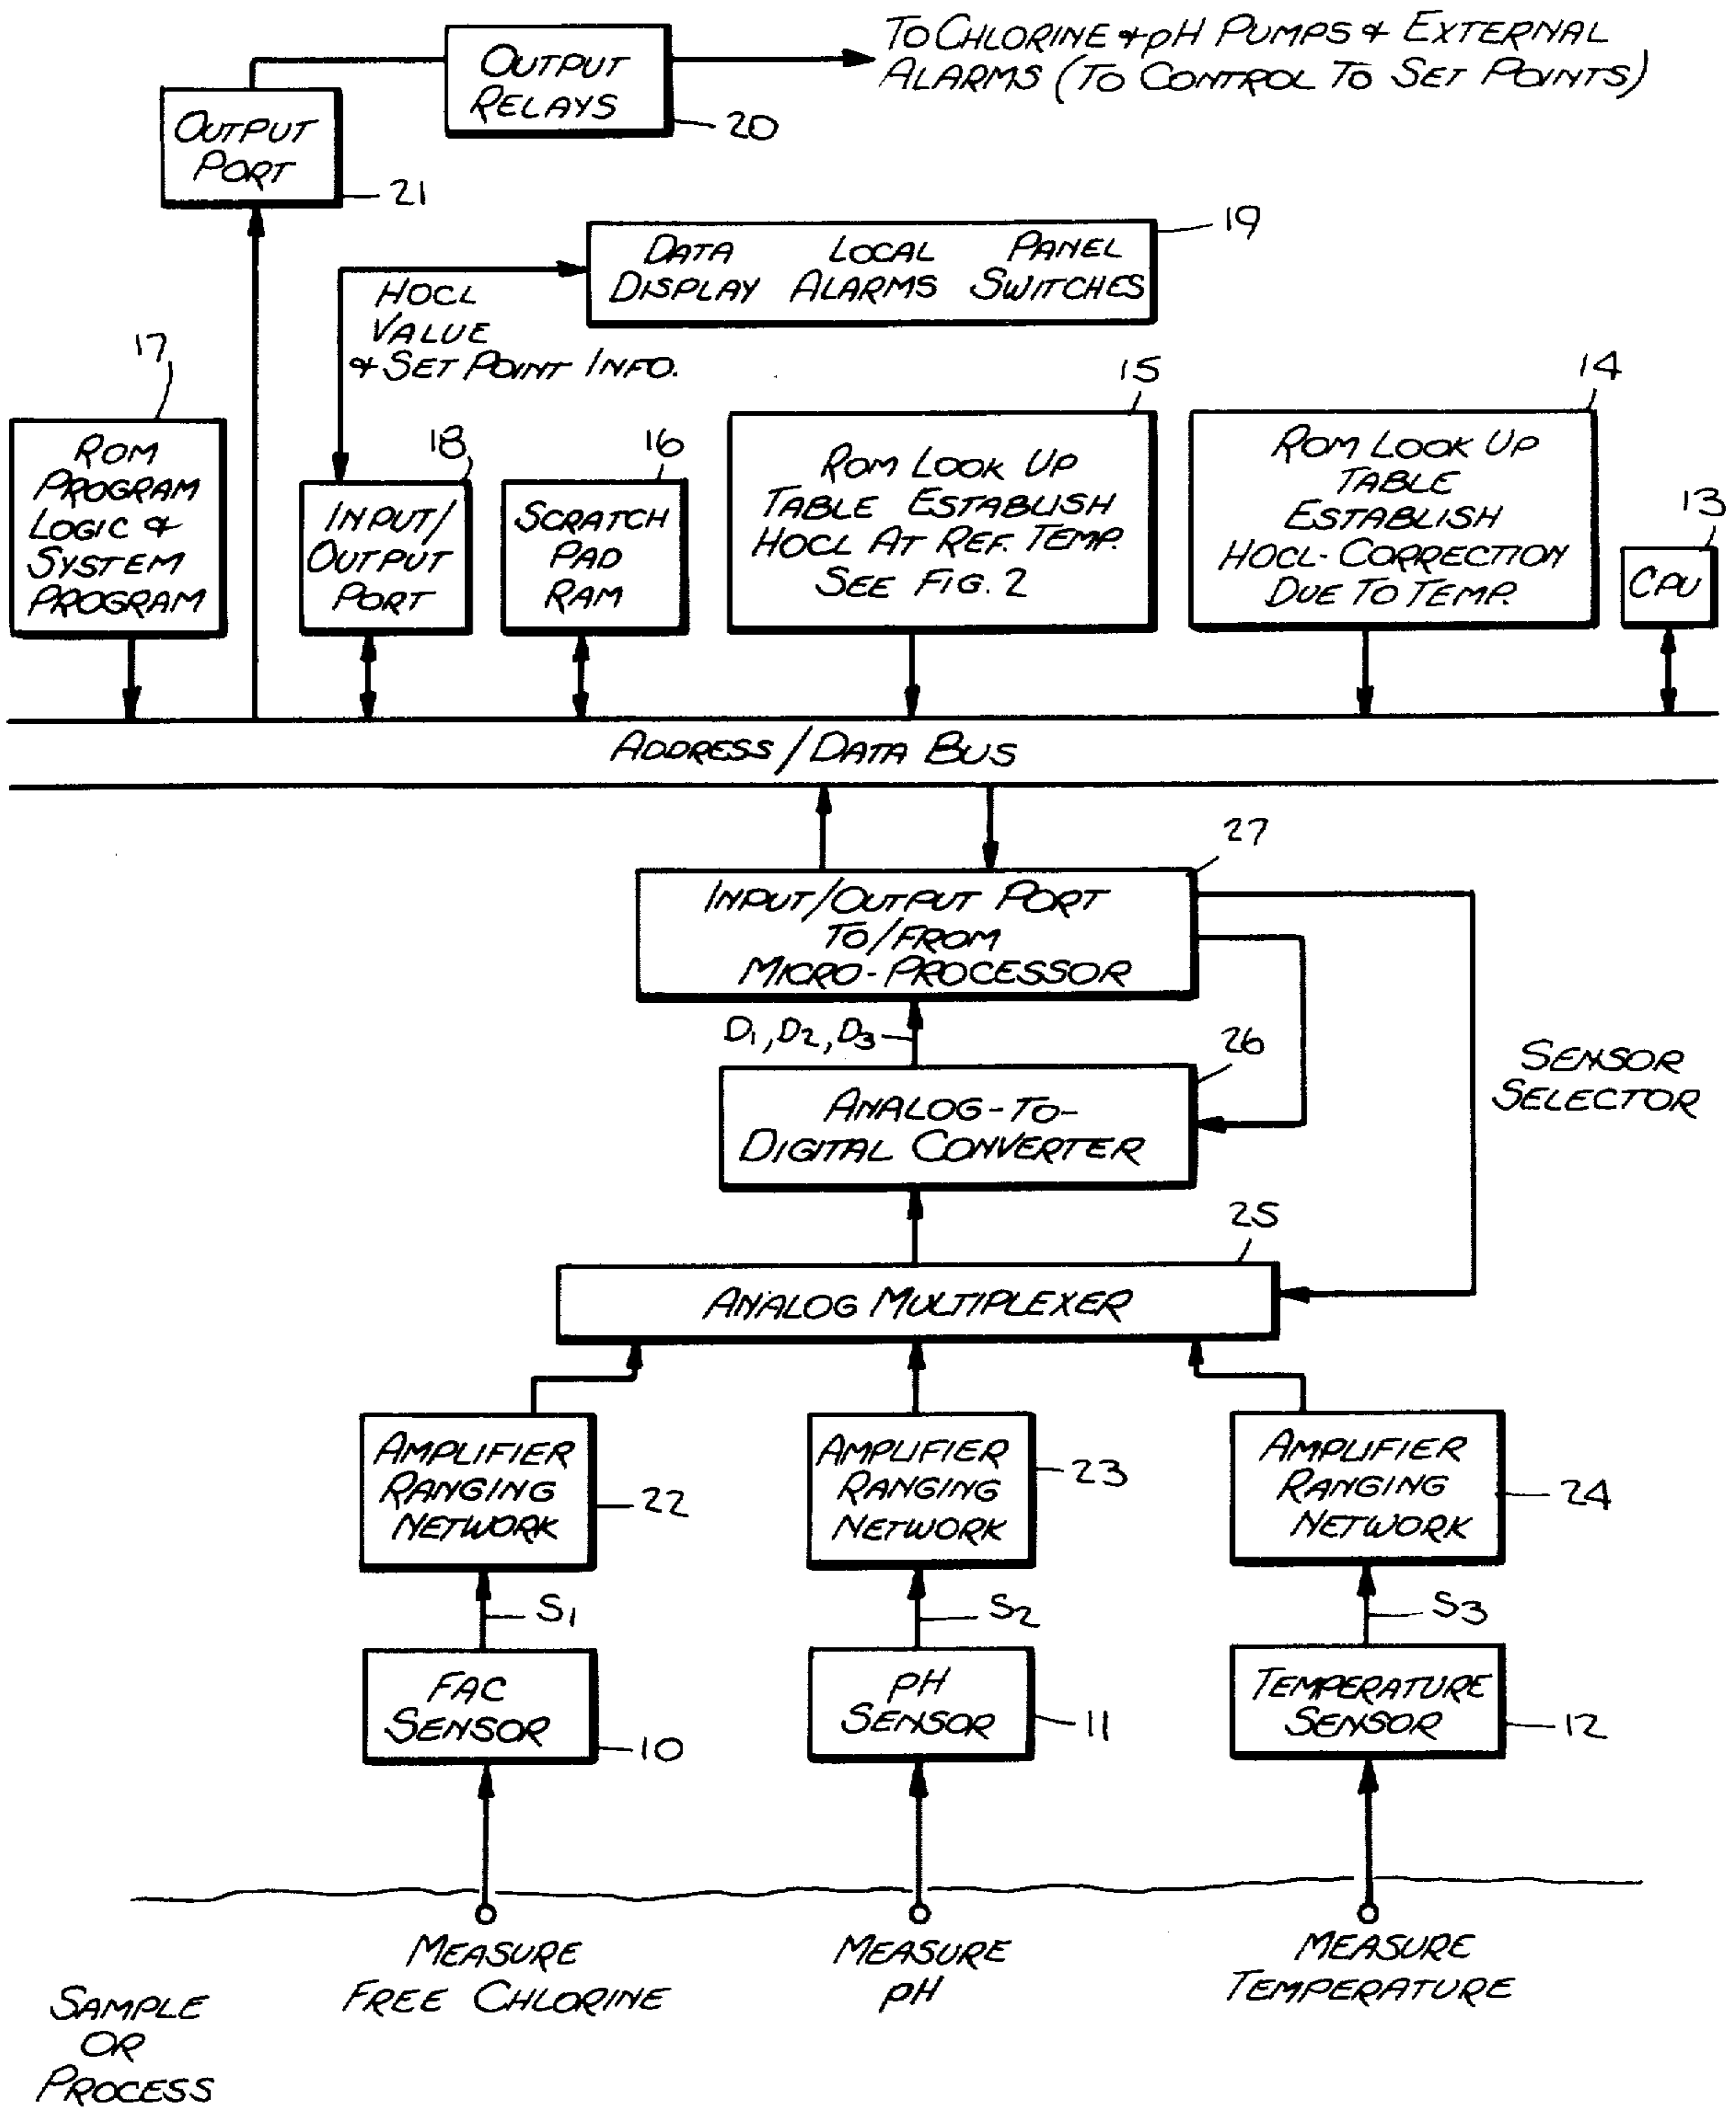 TO CHLORINE & pH PUMPS & EXTERNAL
ALARMS (TO CONTROL TO SET POINTS)
OUTPUT
RELAYS
20
OUTPUT
PORT
21
19
DATA LOCAL PANEL
DISPLAY ALARMS SWITCHES
HOCL
VALUE
& SET POINT INFO.
17
ROM
PROGRAM
LOGIC &
SYSTEM
PROGRAM
18
INPUT/
OUTPUT
PORT
16
SCRATCH
PAD
RAM
15
ROM LOOK UP
TABLE ESTABLISH
HOCL AT REF. TEMP.
SEE FIG. 2
14
ROM LOOK UP
TABLE
ESTABLISH
HOCL-CORRECTION
DUE TO TEMP.
13
CPU
ADDRESS/DATA BUS
27
INPUT/OUTPUT PORT
TO/FROM
MICRO-PROCESSOR
D1, D2, D3
26
ANALOG-TO-
DIGITAL CONVERTER
SENSOR
SELECTOR
25
ANALOG MULTIPLEXER
AMPLIFIER
RANGING
NETWORK
22
AMPLIFIER
RANGING
NETWORK
23
AMPLIFIER
RANGING
NETWORK
24
S1
S2
S3
FAC
SENSOR
10
pH
SENSOR
11
TEMPERATURE
SENSOR
12
MEASURE
FREE CHLORINE
MEASURE
pH
MEASURE
TEMPERATURE
SAMPLE
OR
PROCESS